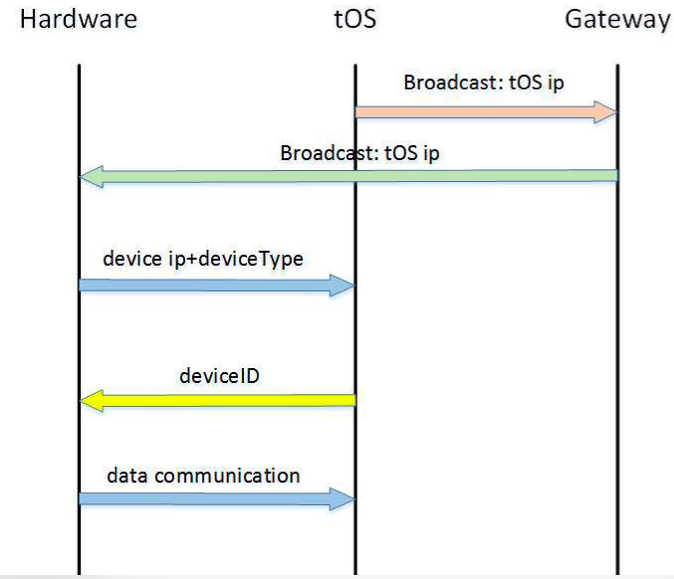 Hardware tOS Gateway
Broadcast: tOS ip
Broadcast: tOS ip
device ip+deviceType
deviceID
data communication